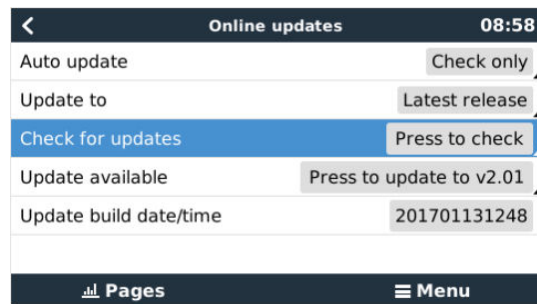 Online updates 08:58
Auto update Check only
Update to Latest release
Check for updates Press to check
Update available Press to update to v2.01
Update build date/time 201701131248
Pages Menu